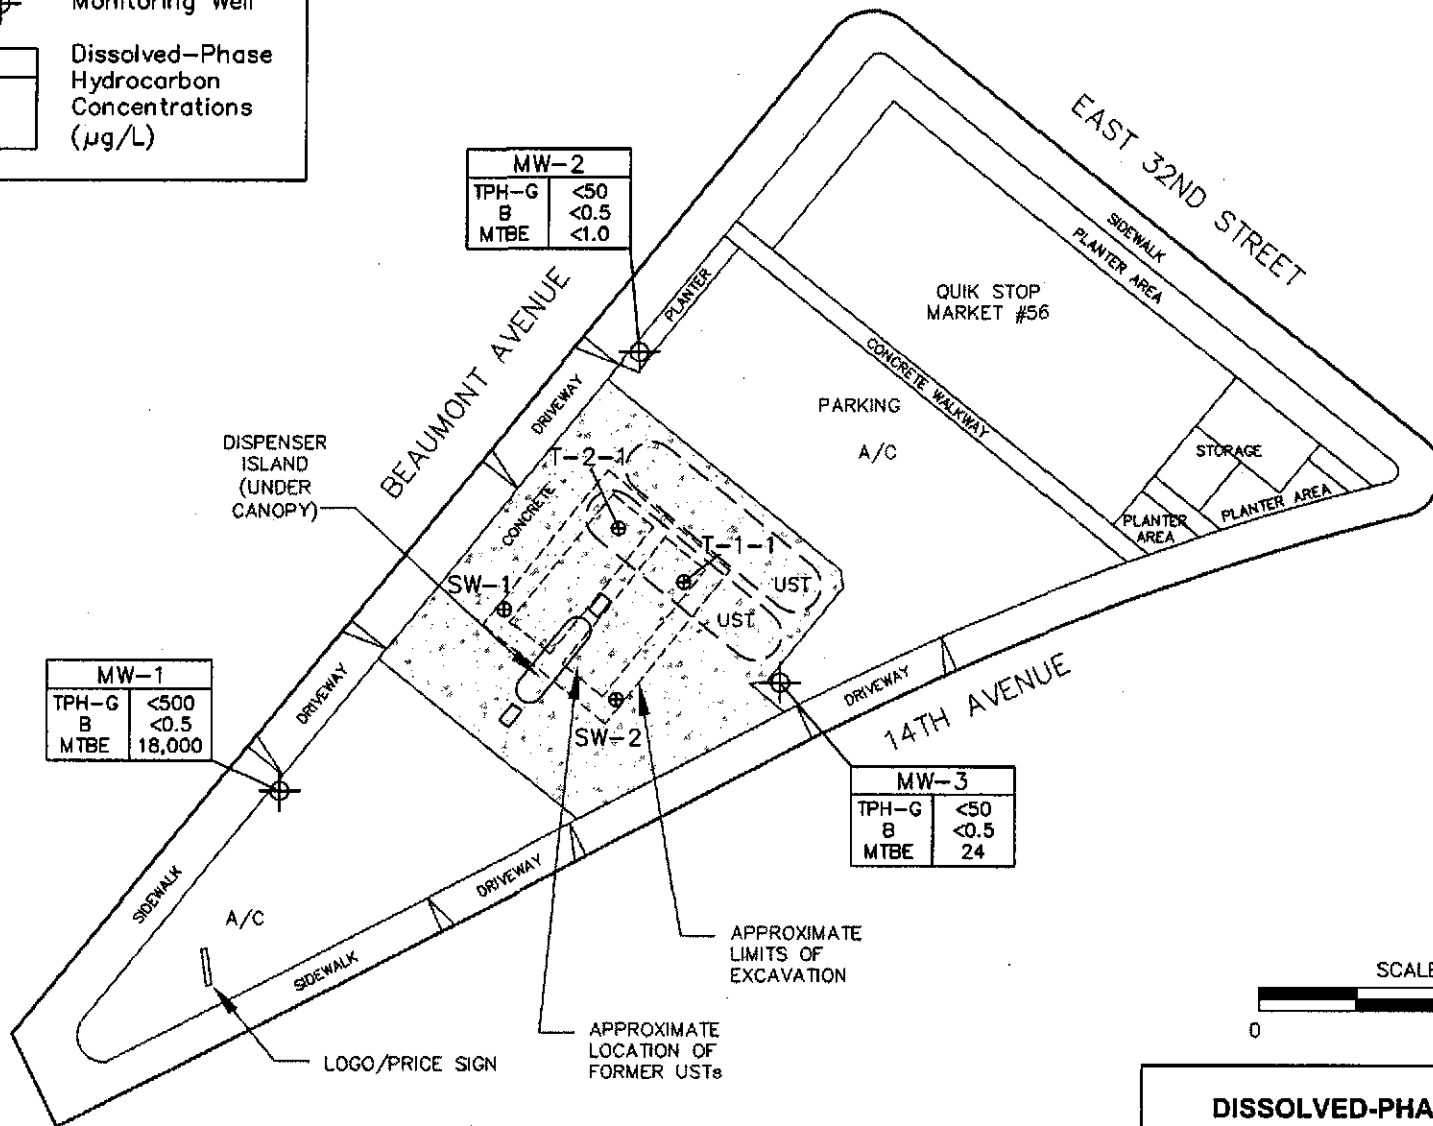 Monitoring Well
Dissolved-Phase
Hydrocarbon
Concentrations
(µg/L)
EAST 32ND STREET
SIDEWALK
PLANTER AREA
MW-2
TPH-G <50
B <0.5
MTBE <1.0
PLANTER
QUIK STOP
MARKET #56
BEAUMONT AVENUE
CONCRETE WALKWAY
DRIVEWAY
PARKING
A/C
DISPENSER
ISLAND
(UNDER
CANOPY)
STORAGE
T-2-1
CONCRETE
PLANTER AREA
PLANTER
AREA
T-1-1
SW-1
UST
UST
MW-1
TPH-G <500
B <0.5
MTBE 18,000
DRIVEWAY
DRIVEWAY
14TH AVENUE
SW-2
MW-3
TPH-G <50
B <0.5
MTBE 24
SIDEWALK
DRIVEWAY
A/C
SIDEWALK
APPROXIMATE
LIMITS OF
EXCAVATION
SCALE
0
APPROXIMATE
LOCATION OF
FORMER USTs
LOGO/PRICE SIGN
DISSOLVED-PHA